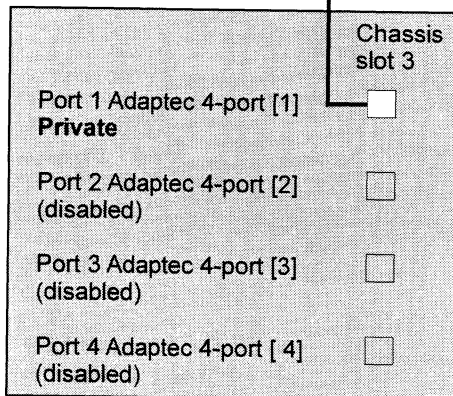 Chassis
slot 3
Port 1 Adaptec 4-port [1]
Private
Port 2 Adaptec 4-port [2]
(disabled)
Port 3 Adaptec 4-port [3]
(disabled)
Port 4 Adaptec 4-port [ 4]
(disabled)